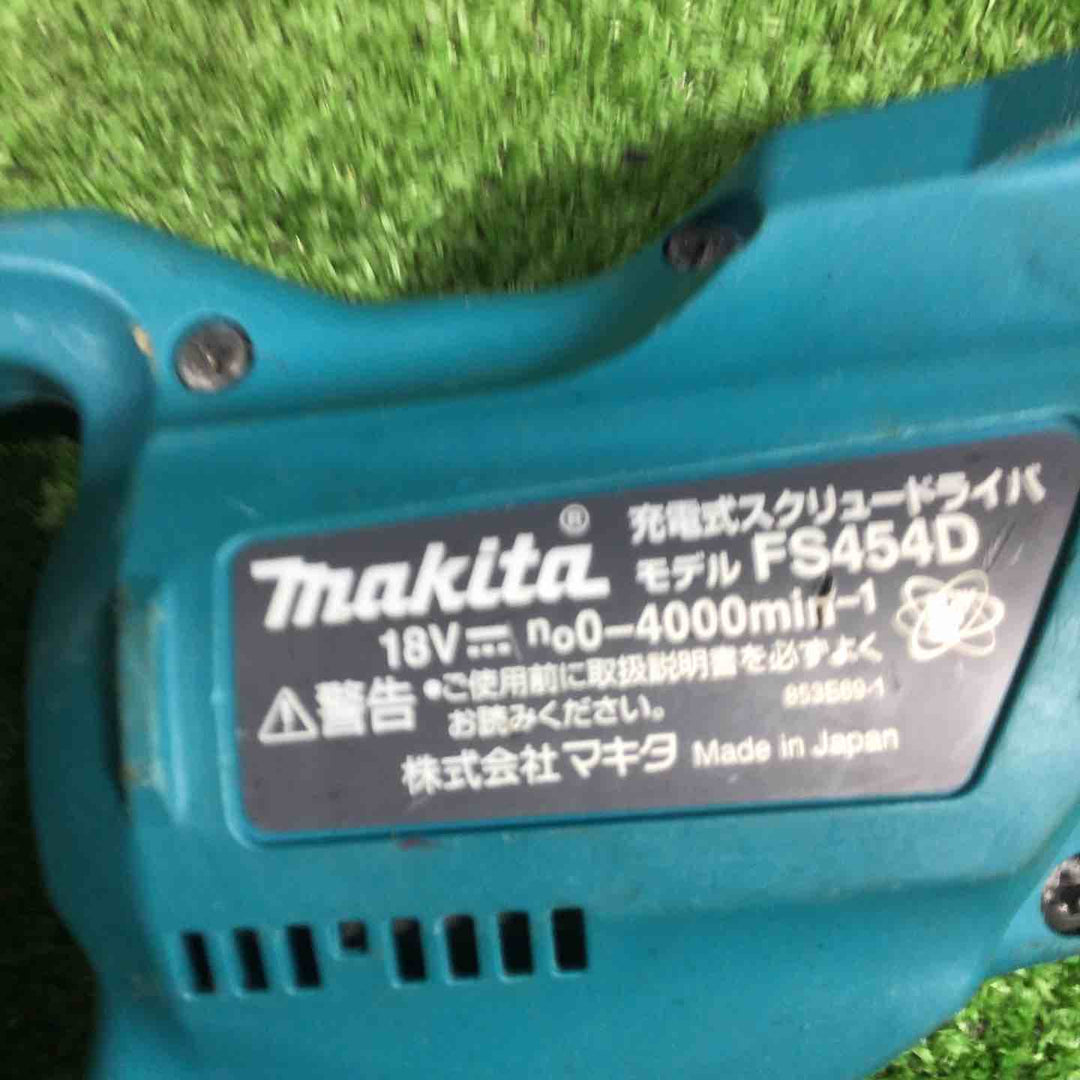 makita®
充電式スクリュードライバ
モデル FS454D
18V⎓ n₀0-4000min⁻¹
⚠警告 •ご使用前に取扱説明書を必ずよく
お読みください。
853E69-1
株式会社マキタ Made in Japan